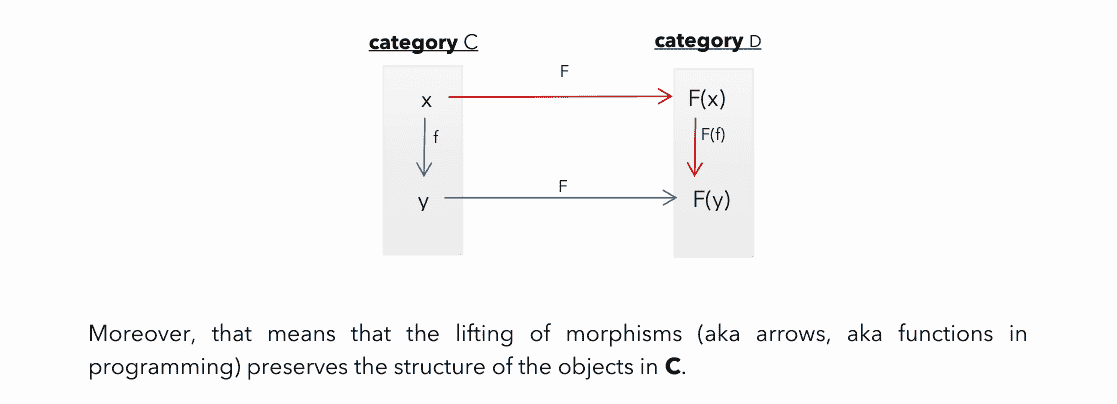 category C category D
F
x F(x)
f F(f)
F
y F(y)
Moreover, that means that the lifting of morphisms (aka arrows, aka functions in
programming) preserves the structure of the objects in C.